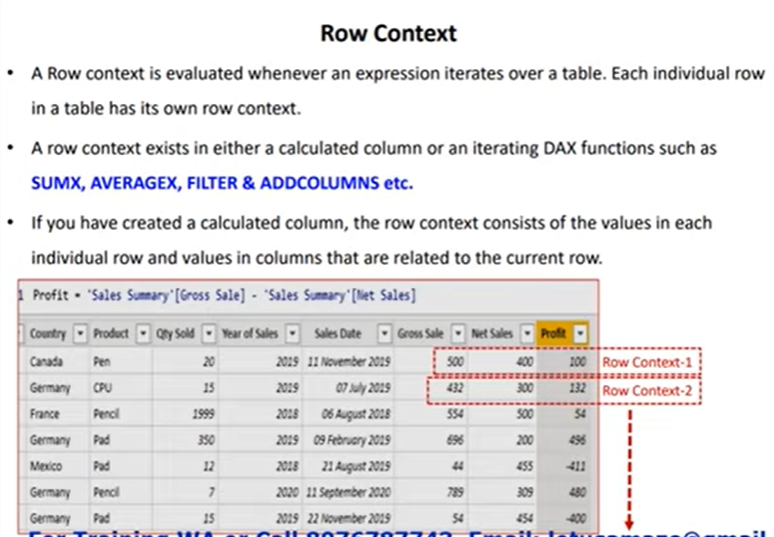 Row Context
• A Row context is evaluated whenever an expression iterates over a table. Each individual row
in a table has its own row context.
• A row context exists in either a calculated column or an iterating DAX functions such as
SUMX, AVERAGEX, FILTER & ADDCOLUMNS etc.
• If you have created a calculated column, the row context consists of the values in each
individual row and values in columns that are related to the current row.
1 Profit = 'Sales Summary'[Gross Sale] - 'Sales Summary'[Net Sales]
Country Product Qty Sold Year of Sales Sales Date Gross Sale Net Sales Profit
Canada Pen 20 2019 11 November 2019 500 400 100 Row Context-1
Germany CPU 15 2019 07 July 2019 432 300 132 Row Context-2
France Pencil 1999 2018 06 August 2018 554 500 54
Germany Pad 350 2019 09 February 2019 696 200 496
Mexico Pad 12 2018 21 August 2019 44 455 -411
Germany Pencil 7 2020 11 September 2020 789 309 480
Germany Pad 15 2019 22 November 2019 54 454 -400
For Training WA or Call 8076787743, Email: